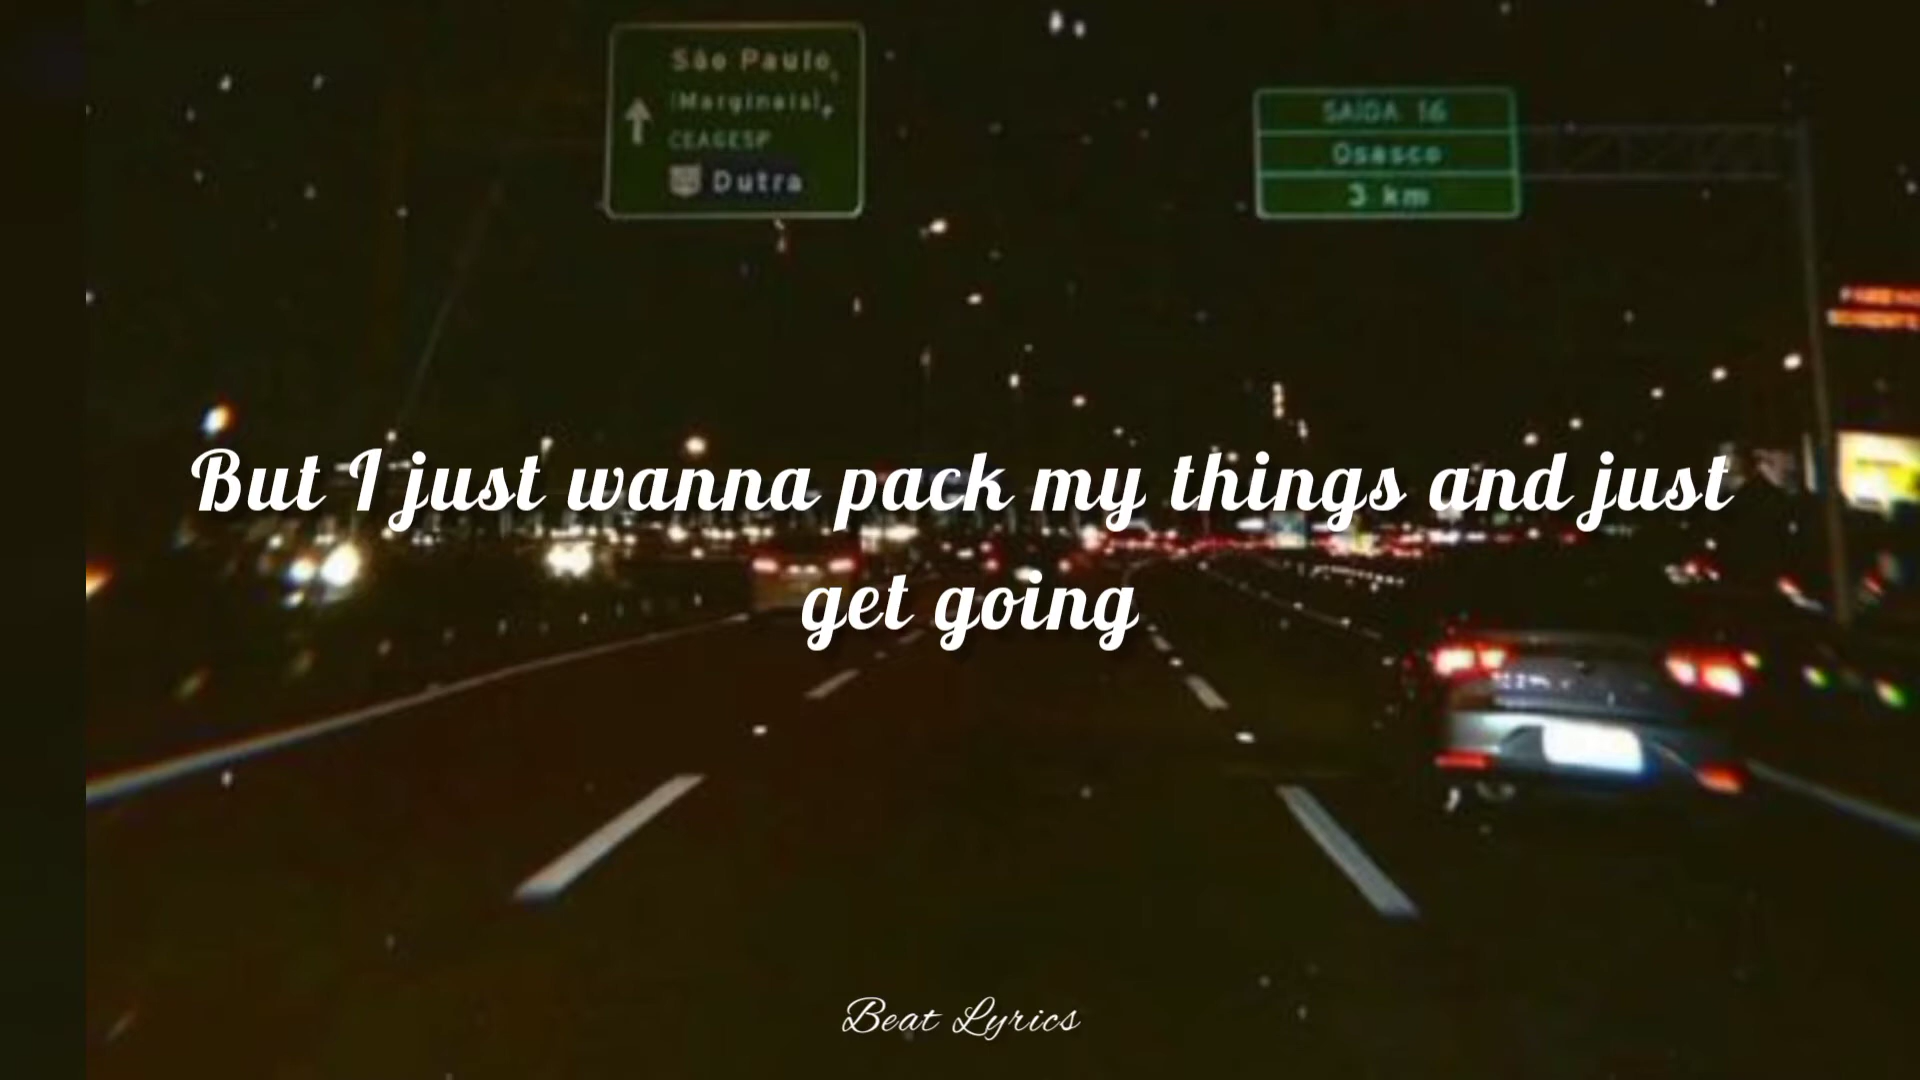 São Paulo
(Marginais)
CEAGESP
Dutra
SAÍDA 16
Osasco
3 km
But I just wanna pack my things and just
get going
Beat Lyrics